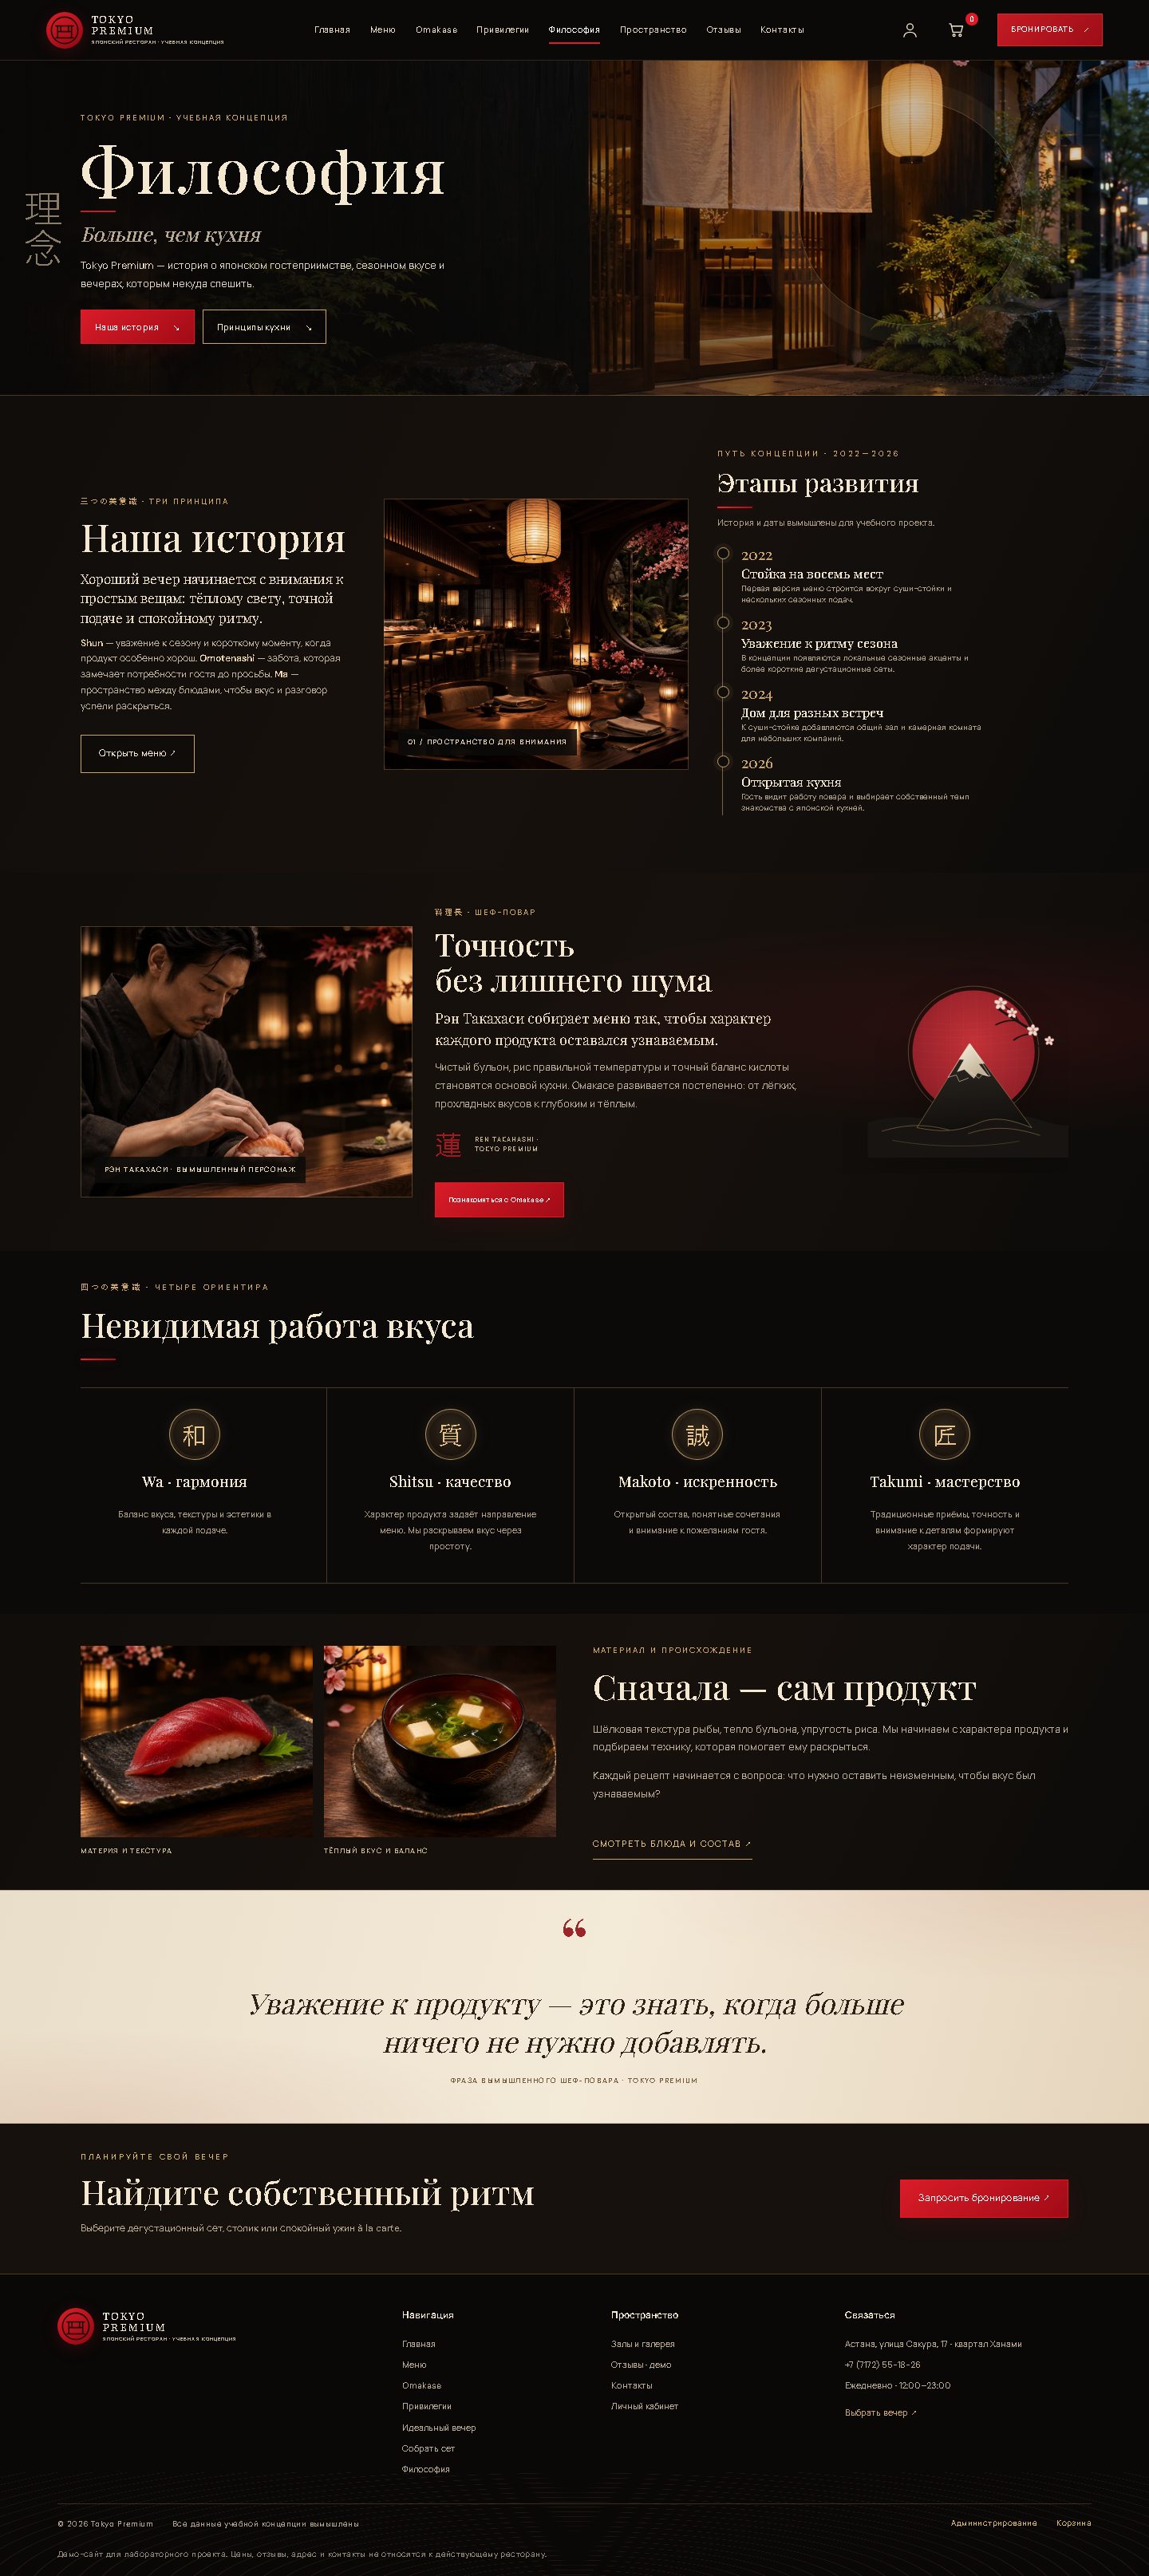 TOKYO
PREMIUM
ЯПОНСКИЙ РЕСТОРАН · УЧЕБНАЯ КОНЦЕПЦИЯ
Главная
Меню
Omakase
Привилегии
Философия
Пространство
Отзывы
Контакты
0
БРОНИРОВАТЬ ↗
TOKYO PREMIUM · УЧЕБНАЯ КОНЦЕПЦИЯ
理念
Философия
Больше, чем кухня
Tokyo Premium — история о японском гостеприимстве, сезонном вкусе и
вечерах, которым некуда спешить.
Наша история ↘
Принципы кухни ↘
三つの美意識 · ТРИ ПРИНЦИПА
Наша история
Хороший вечер начинается с внимания к
простым вещам: тёплому свету, точной
подаче и спокойному ритму.
Shun — уважение к сезону и короткому моменту, когда
продукт особенно хорош. Omotenashi — забота, которая
замечает потребности гостя до просьбы. Ma —
пространство между блюдами, чтобы вкус и разговор
успели раскрыться.
Открыть меню ↗
01 / ПРОСТРАНСТВО ДЛЯ ВНИМАНИЯ
ПУТЬ КОНЦЕПЦИИ · 2022—2026
Этапы развития
История и даты вымышлены для учебного проекта.
2022
Стойка на восемь мест
Первая версия меню строится вокруг суши-стойки и
нескольких сезонных подач.
2023
Уважение к ритму сезона
В концепции появляются локальные сезонные акценты и
более короткие дегустационные сеты.
2024
Дом для разных встреч
К суши-стойке добавляются общий зал и камерная комната
для небольших компаний.
2026
Открытая кухня
Гость видит работу повара и выбирает собственный темп
знакомства с японской кухней.
РЭН ТАКАХАСИ · ВЫМЫШЛЕННЫЙ ПЕРСОНАЖ
料理長 · ШЕФ-ПОВАР
Точность
без лишнего шума
Рэн Такахаси собирает меню так, чтобы характер
каждого продукта оставался узнаваемым.
Чистый бульон, рис правильной температуры и точный баланс кислоты
становятся основой кухни. Омакасе развивается постепенно: от лёгких,
прохладных вкусов к глубоким и тёплым.
蓮
REN TAKAHASHI ·
TOKYO PREMIUM
Познакомиться с Omakase ↗
四つの美意識 · ЧЕТЫРЕ ОРИЕНТИРА
Невидимая работа вкуса
和
Wa · гармония
Баланс вкуса, текстуры и эстетики в
каждой подаче.
質
Shitsu · качество
Характер продукта задаёт направление
меню. Мы раскрываем вкус через
простоту.
誠
Makoto · искренность
Открытый состав, понятные сочетания
и внимание к пожеланиям гостя.
匠
Takumi · мастерство
Традиционные приёмы, точность и
внимание к деталям формируют
характер подачи.
МАТЕРИЯ И ТЕКСТУРА
ТЁПЛЫЙ ВКУС И БАЛАНС
МАТЕРИАЛ И ПРОИСХОЖДЕНИЕ
Сначала — сам продукт
Шёлковая текстура рыбы, тепло бульона, упругость риса. Мы начинаем с характера продукта и
подбираем технику, которая помогает ему раскрыться.
Каждый рецепт начинается с вопроса: что нужно оставить неизменным, чтобы вкус был
узнаваемым?
СМОТРЕТЬ БЛЮДА И СОСТАВ ↗
“
Уважение к продукту — это знать, когда больше
ничего не нужно добавлять.
ФРАЗА ВЫМЫШЛЕННОГО ШЕФ-ПОВАРА · TOKYO PREMIUM
ПЛАНИРУЙТЕ СВОЙ ВЕЧЕР
Найдите собственный ритм
Выберите дегустационный сет, столик или спокойный ужин à la carte.
Запросить бронирование ↗
TOKYO
PREMIUM
ЯПОНСКИЙ РЕСТОРАН · УЧЕБНАЯ КОНЦЕПЦИЯ
Навигация
Главная
Меню
Omakase
Привилегии
Идеальный вечер
Собрать сет
Философия
Пространство
Залы и галерея
Отзывы · демо
Контакты
Личный кабинет
Связаться
Астана, улица Сакура, 17 · квартал Ханами
+7 (7172) 55-18-26
Ежедневно · 12:00–23:00
Выбрать вечер ↗
© 2026 Tokyo Premium
Все данные учебной концепции вымышлены
Администрирование
Корзина
Демо-сайт для лабораторного проекта. Цены, отзывы, адрес и контакты не относятся к действующему ресторану.